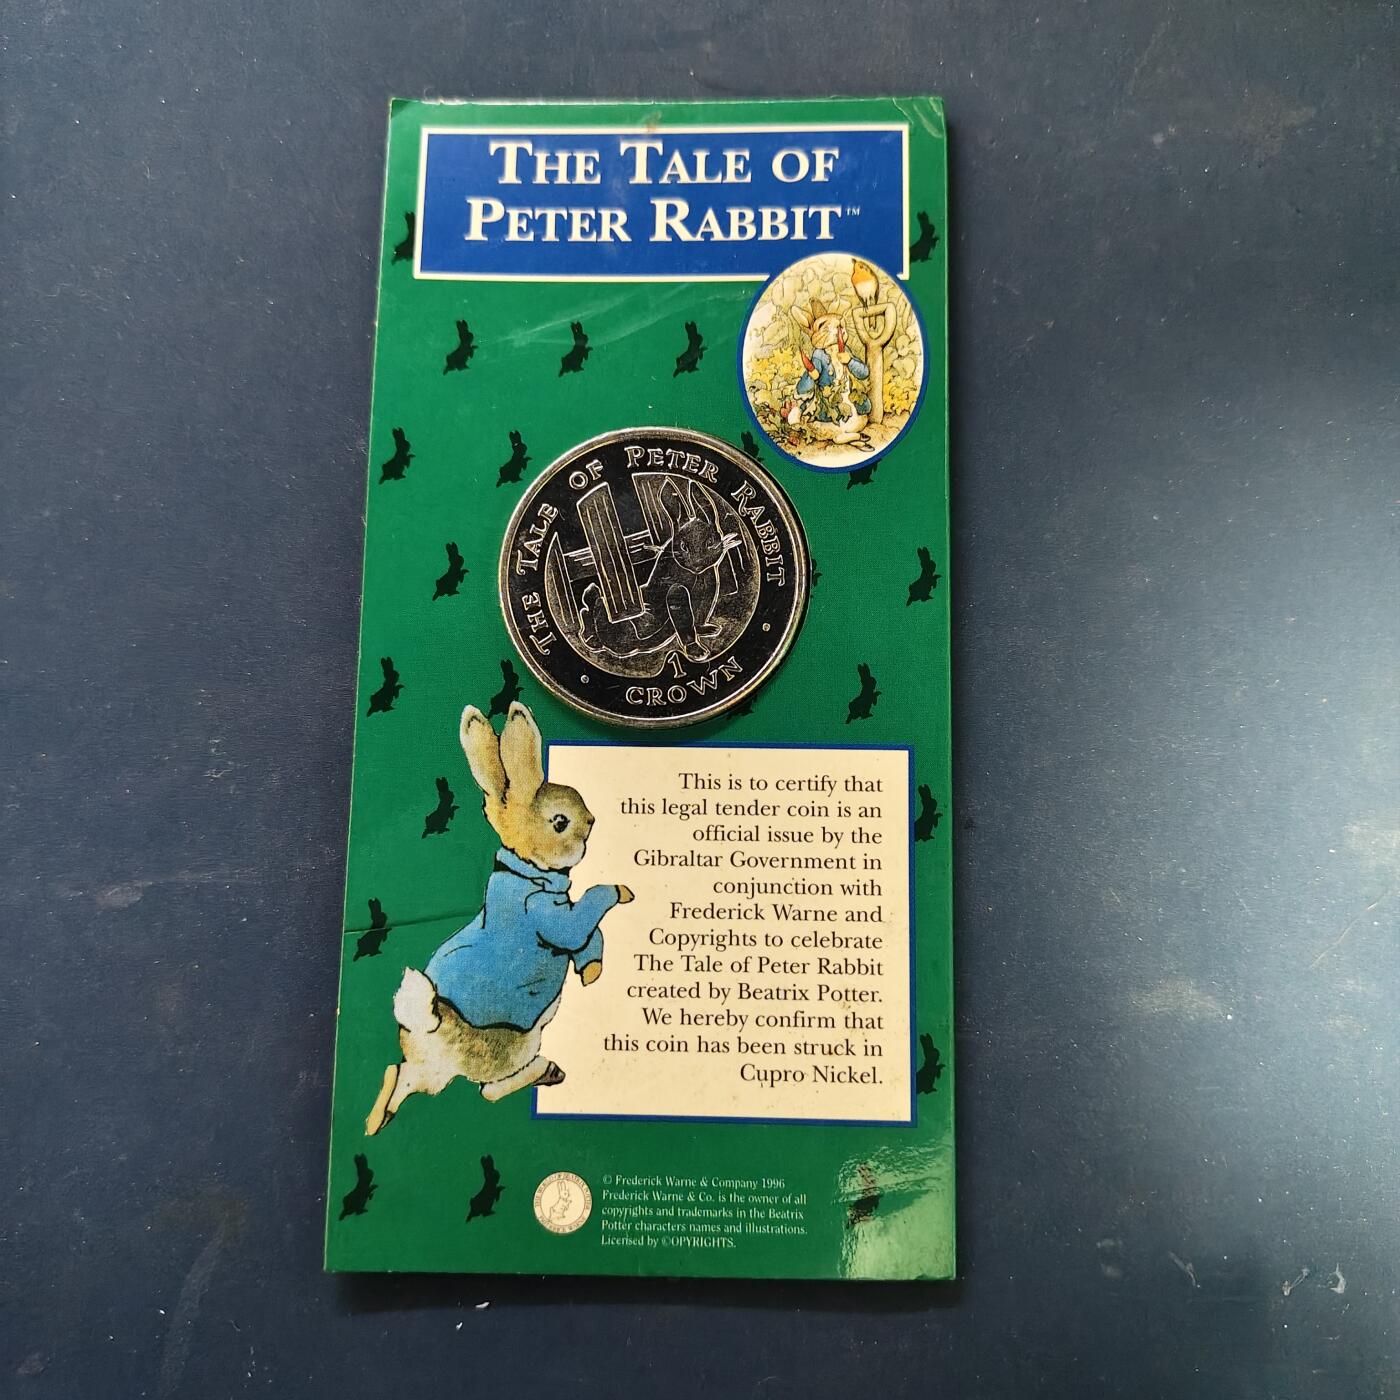 THE TALE OF
PETER RABBIT™
THE TALE OF PETER RABBIT
1
CROWN
This is to certify that
this legal tender coin is an
official issue by the
Gibraltar Government in
conjunction with
Frederick Warne and
Copyrights to celebrate
The Tale of Peter Rabbit
created by Beatrix Potter.
We hereby confirm that
this coin has been struck in
Cupro Nickel.
© Frederick Warne & Company 1996
Frederick Warne & Co. is the owner of all
copyrights and trademarks in the Beatrix
Potter characters names and illustrations.
Licensed by ©OPYRIGHTS.